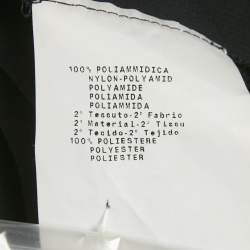 100% POLIAMMIDICA
NYLON-POLYAMID
POLYAMIDE
POLIAMIDA
POLIAMMIDA
2° Tessuto-2° Fabric
2° Material-2° Tissu
2° Tecido-2° Tejido
100% POLIESTERE
POLYESTER
POLIESTER